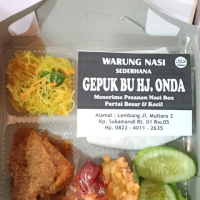 WARUNG NASI
SEDERHANA
GEPUK BU HJ. ONDA
Menerima Pesanan Nasi Box
Partai Besar & Kecil
Alamat : Lembang Jl. Mutiara 2
Kp. Sukamandi Rt. 01 Rw.05
Hp. 0822 - 4011 - 2635